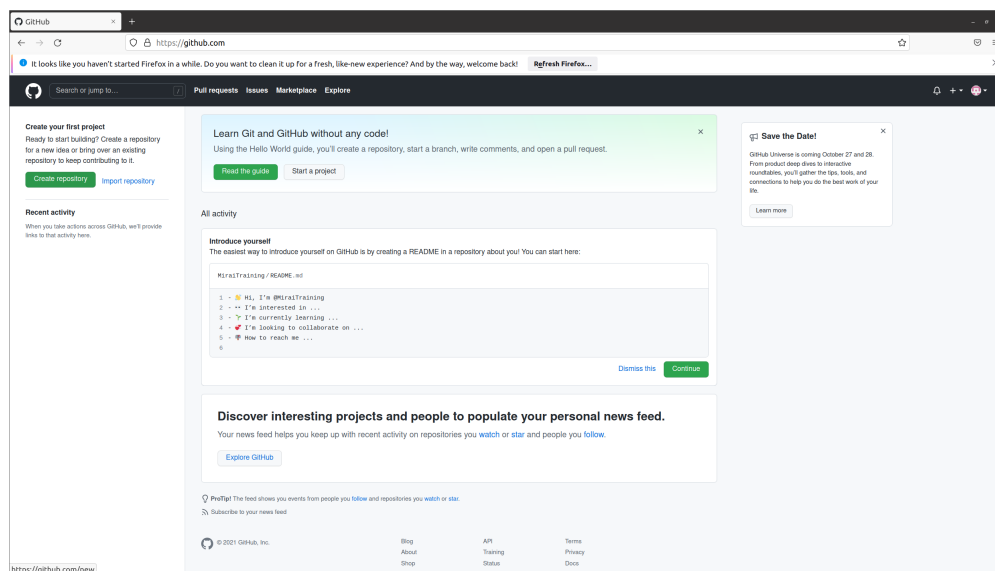 GitHub
https://github.com
It looks like you haven't started Firefox in a while. Do you want to clean it up for a fresh, like-new experience? And by the way, welcome back!
Refresh Firefox...
Search or jump to...
/
Pull requests Issues Marketplace Explore
Create your first project
Ready to start building? Create a repository
for a new idea or bring over an existing
repository to keep contributing to it.
Create repository
Import repository
Recent activity
When you take actions across GitHub, we'll provide
links to that activity here.
Learn Git and GitHub without any code!
Using the Hello World guide, you'll create a repository, start a branch, write comments, and open a pull request.
Read the guide
Start a project
All activity
Introduce yourself
The easiest way to introduce yourself on GitHub is by creating a README in a repository about you! You can start here:
MiraiTraining/README.md
1 - 👋 Hi, I'm @MiraiTraining
2 - 👀 I'm interested in ...
3 - 🌱 I'm currently learning ...
4 - 💞️ I'm looking to collaborate on ...
5 - 📫 How to reach me ...
6
Dismiss this
Continue
Discover interesting projects and people to populate your personal news feed.
Your news feed helps you keep up with recent activity on repositories you watch or star and people you follow.
Explore GitHub
ProTip! The feed shows you events from people you follow and repositories you watch or star.
Subscribe to your news feed
© 2021 GitHub, Inc.
Blog
About
Shop
API
Training
Status
Terms
Privacy
Docs
Save the Date!
GitHub Universe is coming October 27 and 28.
From product deep dives to interactive
roundtables, you'll gather the tips, tools, and
connections to help you do the best work of your
life.
Learn more
https://github.com/new